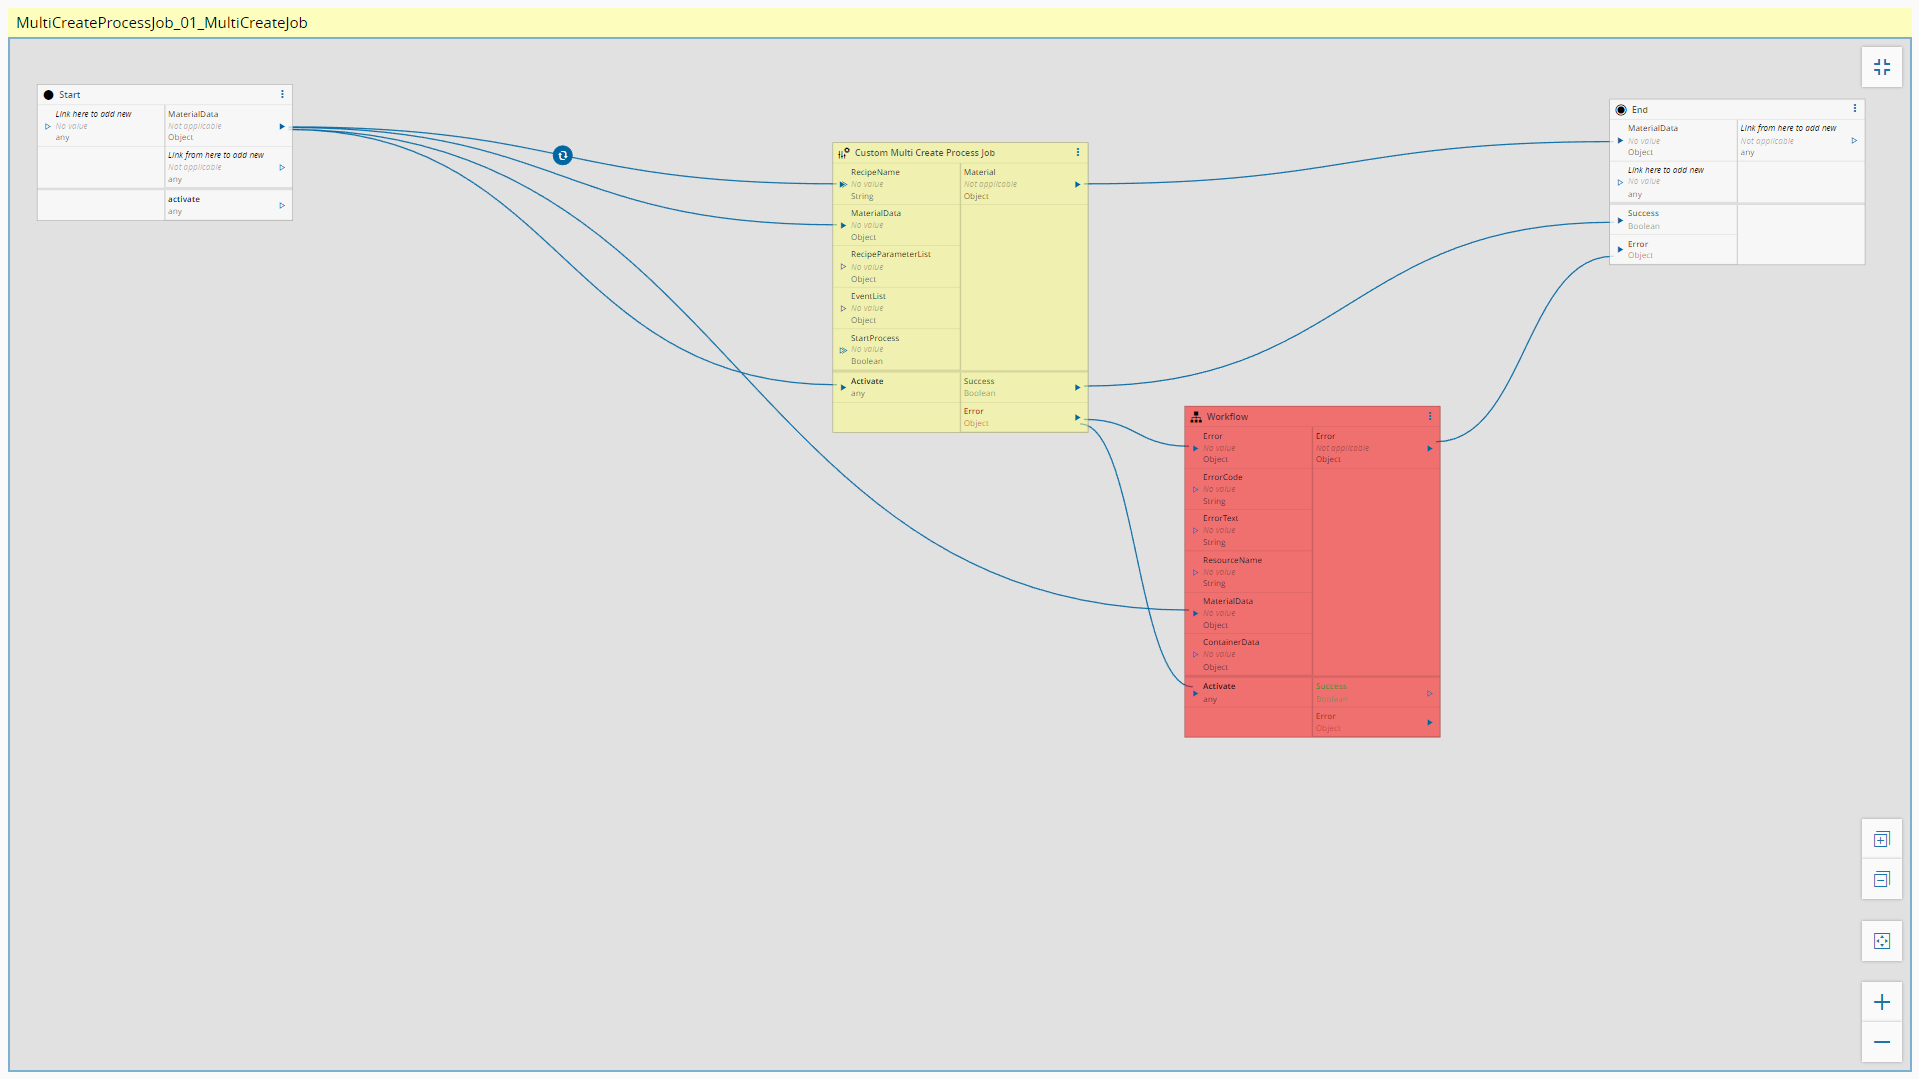 MultiCreateProcessJob_01_MultiCreateJob
Start
Link here to add new
No value
any
MaterialData
Not applicable
Object
Link from here to add new
Not applicable
any
activate
any
Custom Multi Create Process Job
RecipeName
No value
String
MaterialData
No value
Object
RecipeParameterList
No value
Object
EventList
No value
Object
StartProcess
No value
Boolean
Material
Not applicable
Object
Activate
any
Success
Boolean
Error
Object
Workflow
Error
No value
Object
ErrorCode
No value
String
ErrorText
No value
String
ResourceName
No value
String
MaterialData
No value
Object
ContainerData
No value
Object
Error
Not applicable
Object
Activate
any
Success
Boolean
Error
Object
End
MaterialData
No value
Object
Link here to add new
No value
any
Link from here to add new
Not applicable
any
Success
Boolean
Error
Object